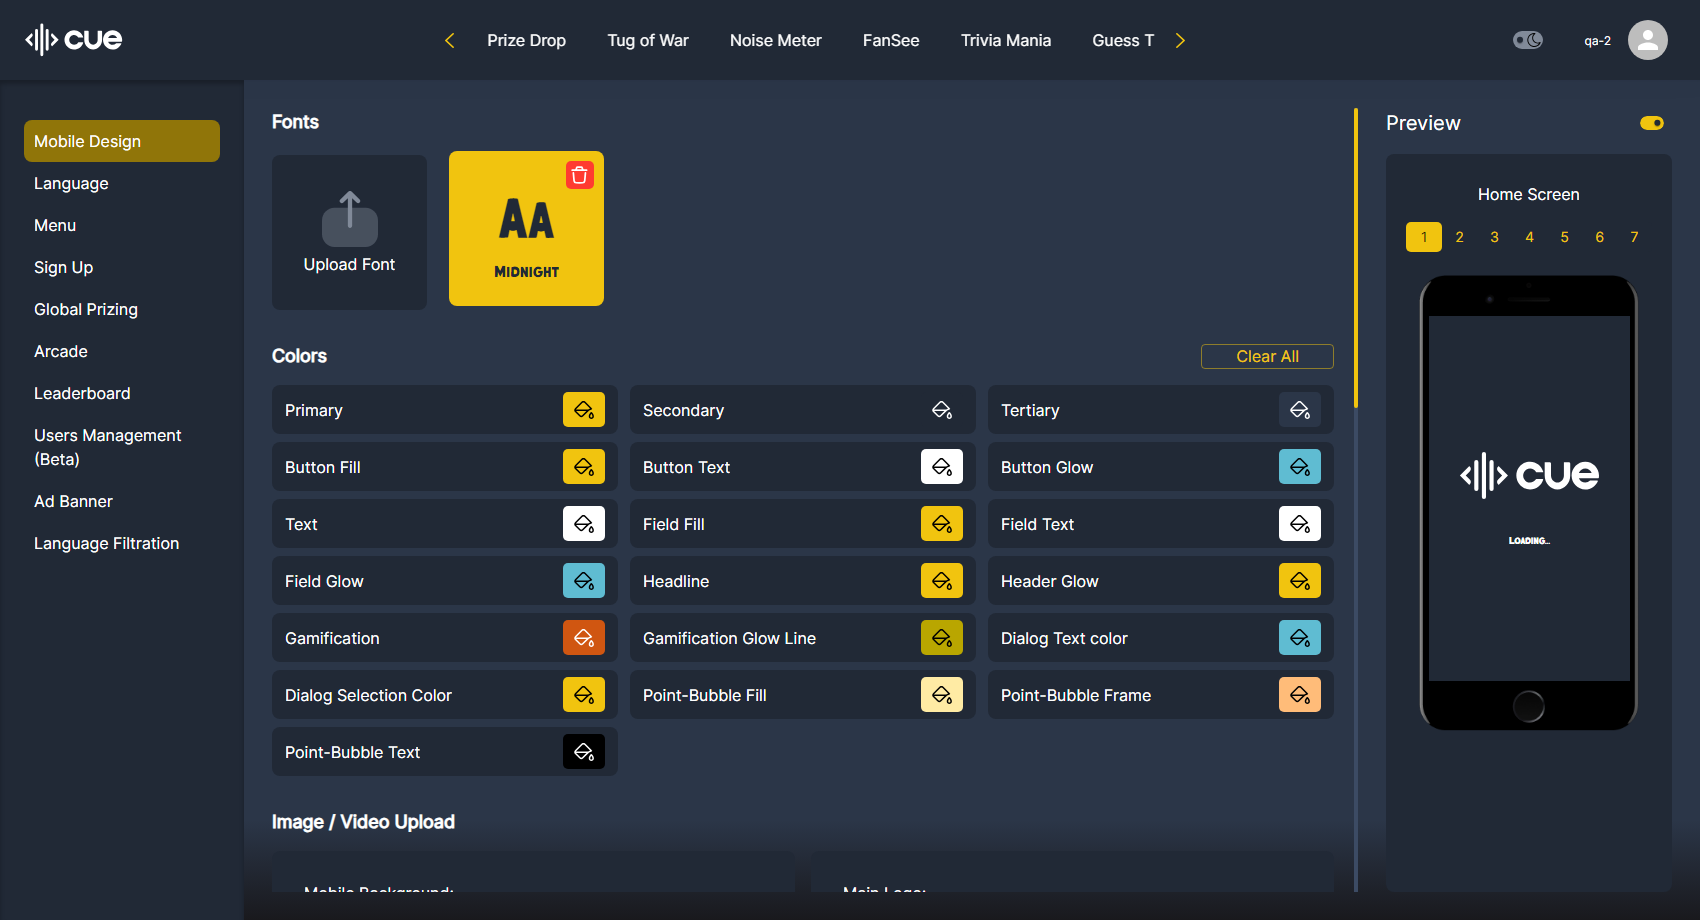 cue
Prize Drop
Tug of War
Noise Meter
FanSee
Trivia Mania
Guess T
qa-2
Mobile Design
Language
Menu
Sign Up
Global Prizing
Arcade
Leaderboard
Users Management
(Beta)
Ad Banner
Language Filtration
Fonts
Upload Font
AA
MIDNIGHT
Colors
Clear All
Primary
Secondary
Tertiary
Button Fill
Button Text
Button Glow
Text
Field Fill
Field Text
Field Glow
Headline
Header Glow
Gamification
Gamification Glow Line
Dialog Text color
Dialog Selection Color
Point-Bubble Fill
Point-Bubble Frame
Point-Bubble Text
Image / Video Upload
Mobile Background:
Main Logo:
Preview
Home Screen
1 2 3 4 5 6 7
cue
LOADING...